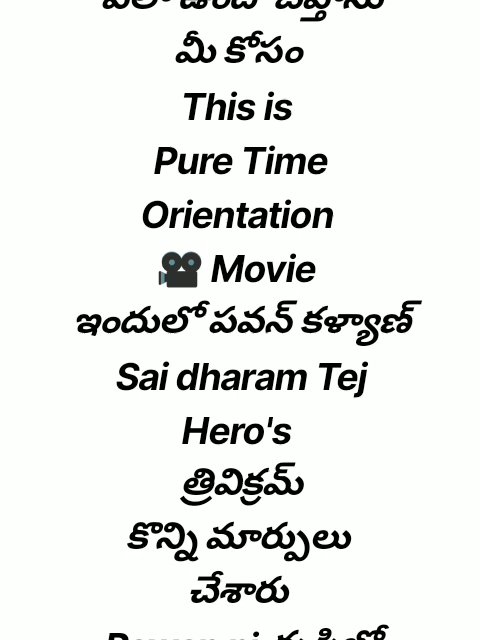 మీ కోసం
This is
Pure Time
Orientation
🎥 Movie
ఇందులో పవన్ కళ్యాణ్
Sai dharam Tej
Hero's
త్రివిక్రమ్
కొన్ని మార్పులు
చేశారు